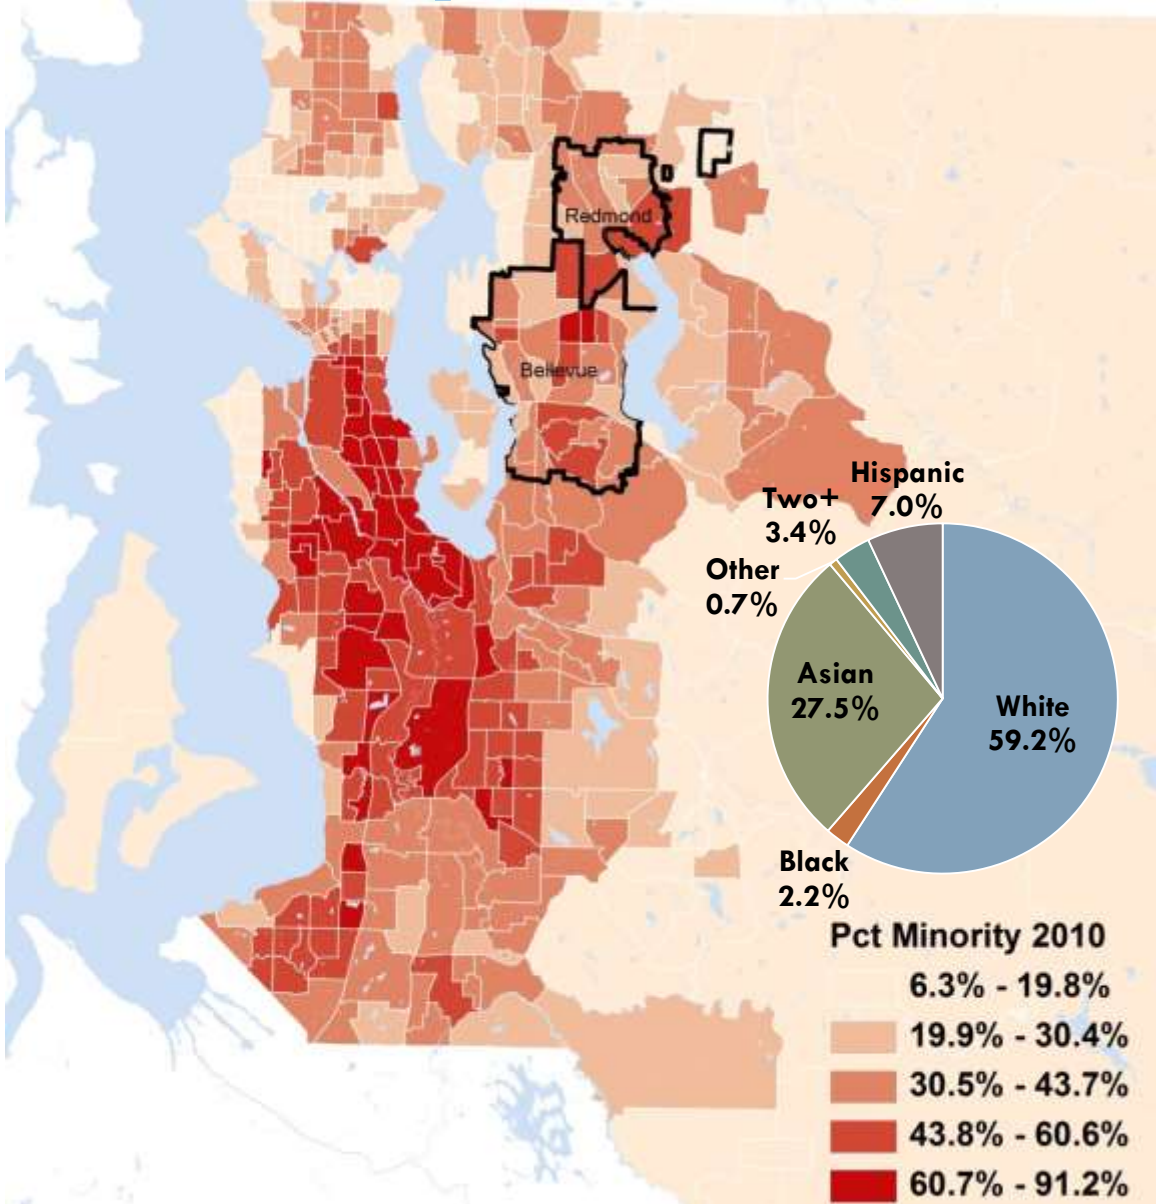 Redmond
Bellevue
Hispanic
7.0%
Two+
3.4%
Other
0.7%
Asian
27.5%
White
59.2%
Black
2.2%
Pct Minority 2010
6.3% - 19.8%
19.9% - 30.4%
30.5% - 43.7%
43.8% - 60.6%
60.7% - 91.2%